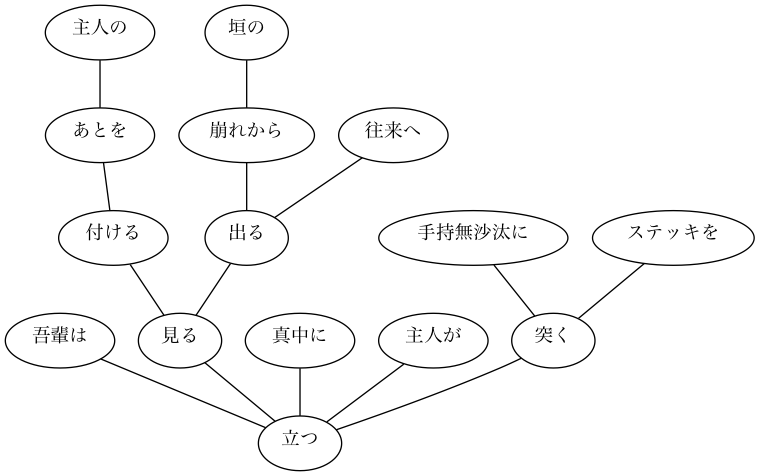 主人の
垣の
あとを
崩れから
往来へ
付ける
出る
手持無沙汰に
ステッキを
吾輩は
見る
真中に
主人が
突く
立つ